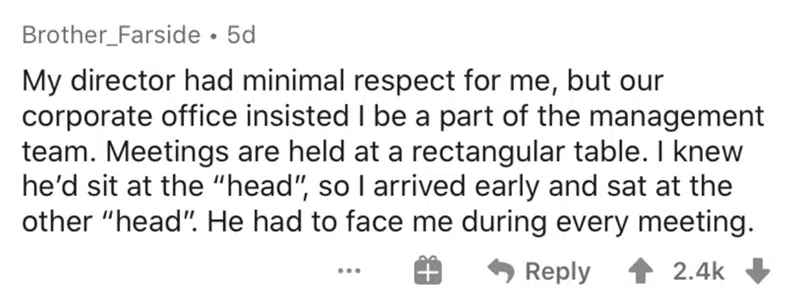 Brother_Farside • 5d
My director had minimal respect for me, but our
corporate office insisted I be a part of the management
team. Meetings are held at a rectangular table. I knew
he’d sit at the “head”, so I arrived early and sat at the
other “head”. He had to face me during every meeting.
... Reply 2.4k